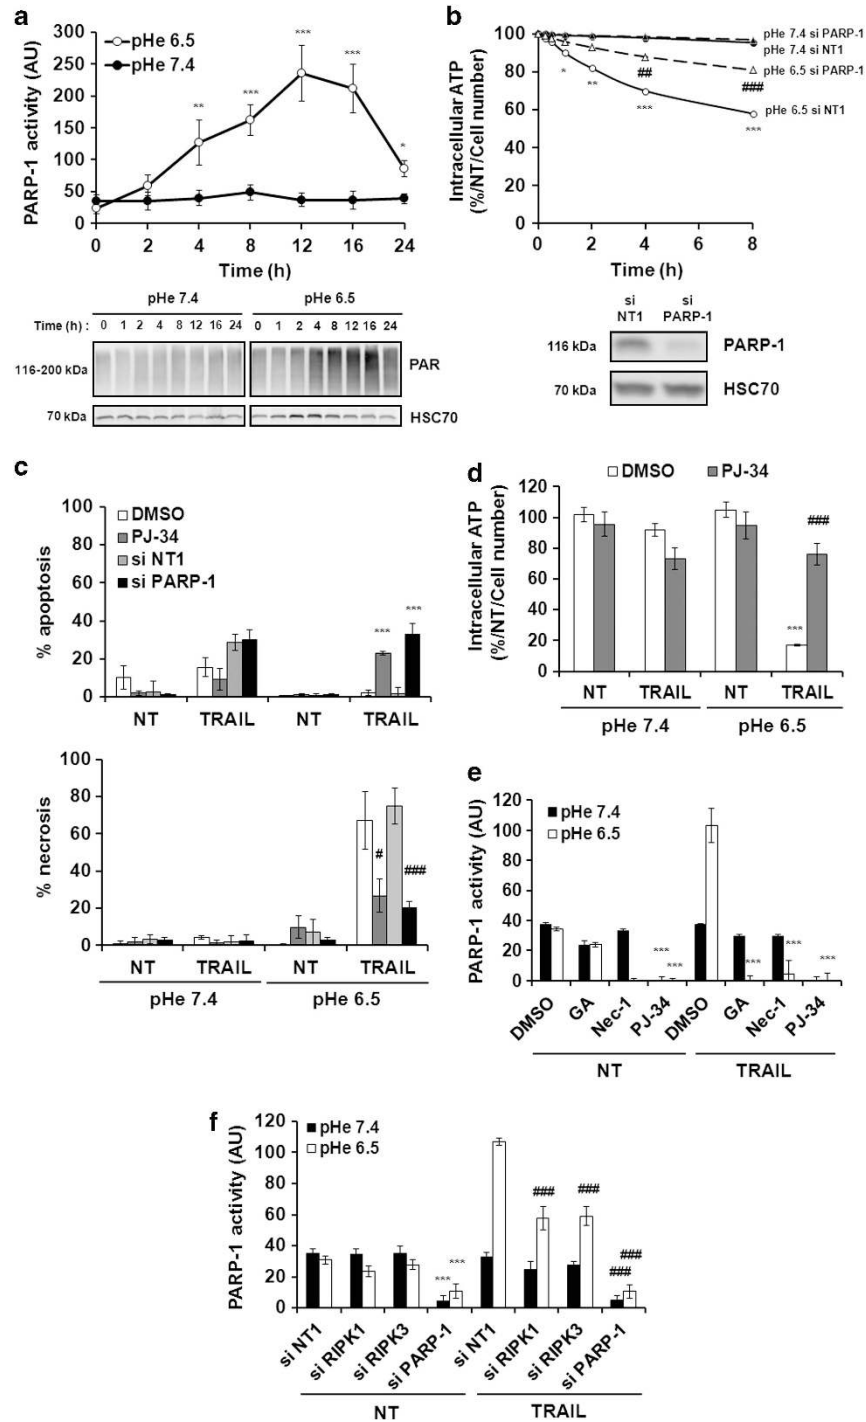 a
pHe 6.5
pHe 7.4
PARP-1 activity (AU)
300
250
200
150
100
50
0
** *** *** *** *
0 2 4 8 12 16 24
Time (h)
pHe 7.4 pHe 6.5
Time (h) : 0 1 2 4 8 12 16 24 0 1 2 4 8 12 16 24
116-200 kDa PAR
70 kDa HSC70
b
Intracellular ATP
(%/NT/Cell number)
100
80
60
40
20
0
pHe 7.4 si PARP-1
pHe 7.4 si NT1
pHe 6.5 si PARP-1
## ###
pHe 6.5 si NT1
* ** *** ***
0 2 4 6 8
Time (h)
si NT1 si PARP-1
116 kDa PARP-1
70 kDa HSC70
c
DMSO
PJ-34
si NT1
si PARP-1
% apoptosis
100
80
60
40
20
0
*** ***
NT TRAIL NT TRAIL
% necrosis
100
80
60
40
20
0
# ###
NT TRAIL NT TRAIL
pHe 7.4 pHe 6.5
d
DMSO PJ-34
Intracellular ATP
(%/NT/Cell number)
120
100
80
60
40
20
0
*** ###
NT TRAIL NT TRAIL
pHe 7.4 pHe 6.5
e
pHe 7.4
pHe 6.5
PARP-1 activity (AU)
120
100
80
60
40
20
0
*** *** *** *** ***
DMSO GA Nec-1 PJ-34 DMSO GA Nec-1 PJ-34
NT TRAIL
f
pHe 7.4
pHe 6.5
PARP-1 activity (AU)
120
100
80
60
40
20
0
*** *** ### ### ### ###
si NT1 si RIPK1 si RIPK3 si PARP-1 si NT1 si RIPK1 si RIPK3 si PARP-1
NT TRAIL